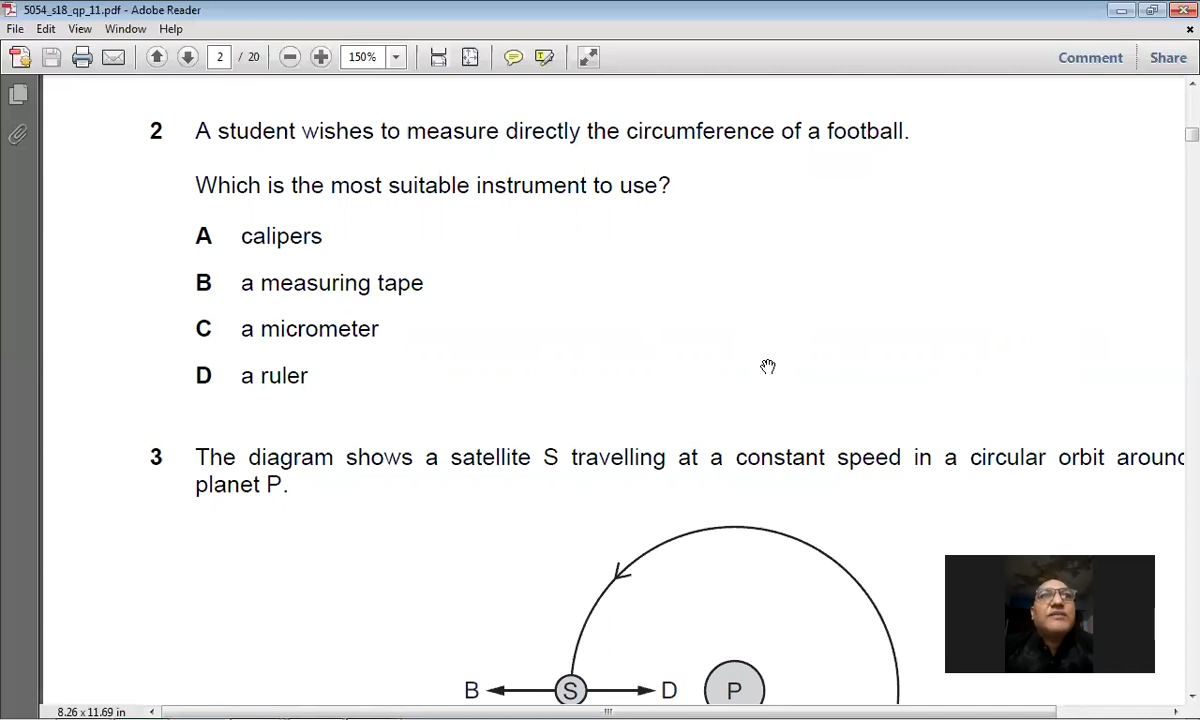 5054_s18_qp_11.pdf - Adobe Reader
File Edit View Window Help
2 / 20 150% Comment Share
2 A student wishes to measure directly the circumference of a football.
Which is the most suitable instrument to use?
A calipers
B a measuring tape
C a micrometer
D a ruler
3 The diagram shows a satellite S travelling at a constant speed in a circular orbit around
planet P.
B S D P
8.26 x 11.69 in